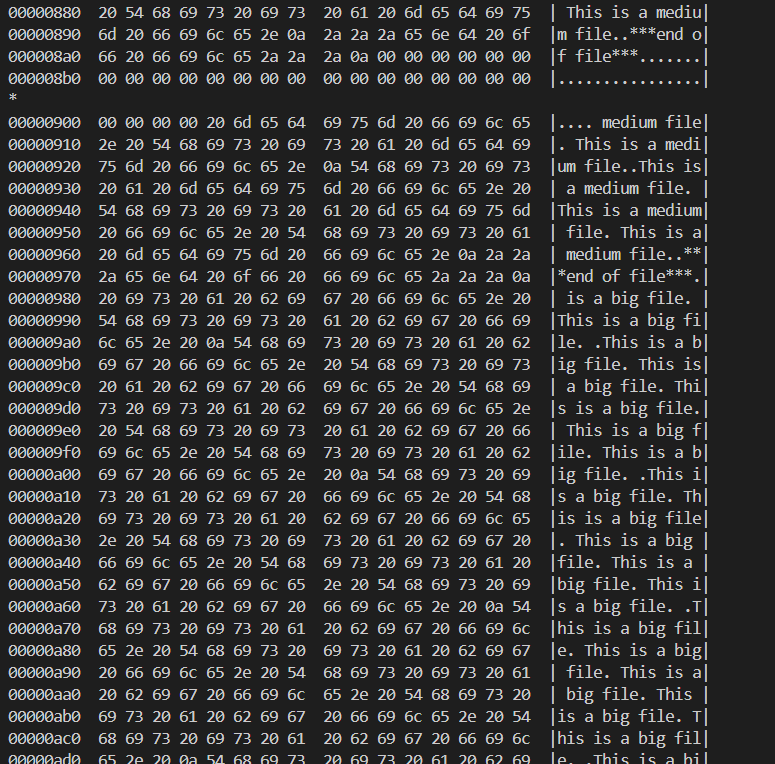 00000880  20 54 68 69 73 20 69 73  20 61 20 6d 65 64 69 75  | This is a mediu|
00000890  6d 20 66 69 6c 65 2e 0a  2a 2a 2a 65 6e 64 20 6f  |m file..***end o|
000008a0  66 20 66 69 6c 65 2a 2a  2a 0a 00 00 00 00 00 00  |f file***.......|
000008b0  00 00 00 00 00 00 00 00  00 00 00 00 00 00 00 00  |................|
*
00000900  00 00 00 00 20 6d 65 64  69 75 6d 20 66 69 6c 65  |.... medium file|
00000910  2e 20 54 68 69 73 20 69  73 20 61 20 6d 65 64 69  |. This is a medi|
00000920  75 6d 20 66 69 6c 65 2e  0a 54 68 69 73 20 69 73  |um file..This is|
00000930  20 61 20 6d 65 64 69 75  6d 20 66 69 6c 65 2e 20  | a medium file. |
00000940  54 68 69 73 20 69 73 20  61 20 6d 65 64 69 75 6d  |This is a medium|
00000950  20 66 69 6c 65 2e 20 54  68 69 73 20 69 73 20 61  | file. This is a|
00000960  20 6d 65 64 69 75 6d 20  66 69 6c 65 2e 0a 2a 2a  | medium file..**|
00000970  2a 65 6e 64 20 6f 66 20  66 69 6c 65 2a 2a 2a 0a  |*end of file***.|
00000980  20 69 73 20 61 20 62 69  67 20 66 69 6c 65 2e 20  | is a big file. |
00000990  54 68 69 73 20 69 73 20  61 20 62 69 67 20 66 69  |This is a big fi|
000009a0  6c 65 2e 20 0a 54 68 69  73 20 69 73 20 61 20 62  |le. .This is a b|
000009b0  69 67 20 66 69 6c 65 2e  20 54 68 69 73 20 69 73  |ig file. This is|
000009c0  20 61 20 62 69 67 20 66  69 6c 65 2e 20 54 68 69  | a big file. Thi|
000009d0  73 20 69 73 20 61 20 62  69 67 20 66 69 6c 65 2e  |s is a big file.|
000009e0  20 54 68 69 73 20 69 73  20 61 20 62 69 67 20 66  | This is a big f|
000009f0  69 6c 65 2e 20 54 68 69  73 20 69 73 20 61 20 62  |ile. This is a b|
00000a00  69 67 20 66 69 6c 65 2e  20 0a 54 68 69 73 20 69  |ig file. .This i|
00000a10  73 20 61 20 62 69 67 20  66 69 6c 65 2e 20 54 68  |s a big file. Th|
00000a20  69 73 20 69 73 20 61 20  62 69 67 20 66 69 6c 65  |is is a big file|
00000a30  2e 20 54 68 69 73 20 69  73 20 61 20 62 69 67 20  |. This is a big |
00000a40  66 69 6c 65 2e 20 54 68  69 73 20 69 73 20 61 20  |file. This is a |
00000a50  62 69 67 20 66 69 6c 65  2e 20 54 68 69 73 20 69  |big file. This i|
00000a60  73 20 61 20 62 69 67 20  66 69 6c 65 2e 20 0a 54  |s a big file. .T|
00000a70  68 69 73 20 69 73 20 61  20 62 69 67 20 66 69 6c  |his is a big fil|
00000a80  65 2e 20 54 68 69 73 20  69 73 20 61 20 62 69 67  |e. This is a big|
00000a90  20 66 69 6c 65 2e 20 54  68 69 73 20 69 73 20 61  | file. This is a|
00000aa0  20 62 69 67 20 66 69 6c  65 2e 20 54 68 69 73 20  | big file. This |
00000ab0  69 73 20 61 20 62 69 67  20 66 69 6c 65 2e 20 54  |is a big file. T|
00000ac0  68 69 73 20 69 73 20 61  20 62 69 67 20 66 69 6c  |his is a big fil|
00000ad0  65 2e 20 0a 54 68 69 73  20 69 73 20 61 20 62 69  |e. .This is a bi|